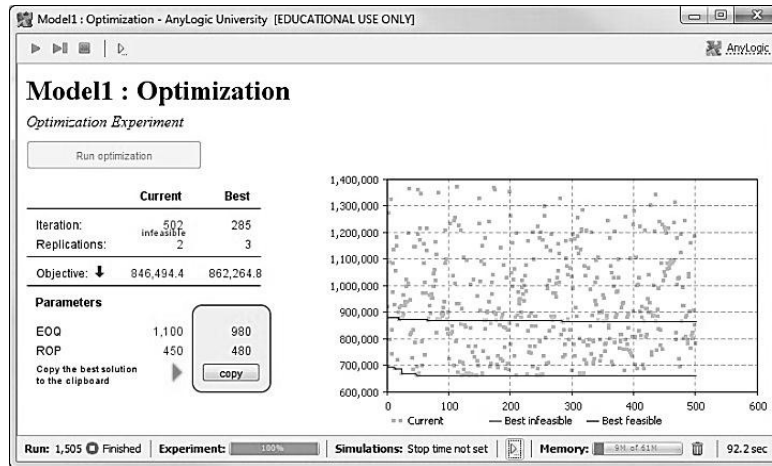 Model1 : Optimization - AnyLogic University [EDUCATIONAL USE ONLY]
AnyLogic
Model1 : Optimization
Optimization Experiment
Run optimization
Current Best
Iteration: 502 285
infeasible
Replications: 2 3
Objective: 846,494.4 862,264.8
Parameters
EOQ 1,100 980
ROP 450 480
Copy the best solution
to the clipboard
copy
1,400,000
1,300,000
1,200,000
1,100,000
1,000,000
900,000
800,000
700,000
600,000
0 100 200 300 400 500 600
Current Best infeasible Best feasible
Run: 1,505 Finished Experiment: 100% Simulations: Stop time not set Memory: 9M of 61M 92.2 sec